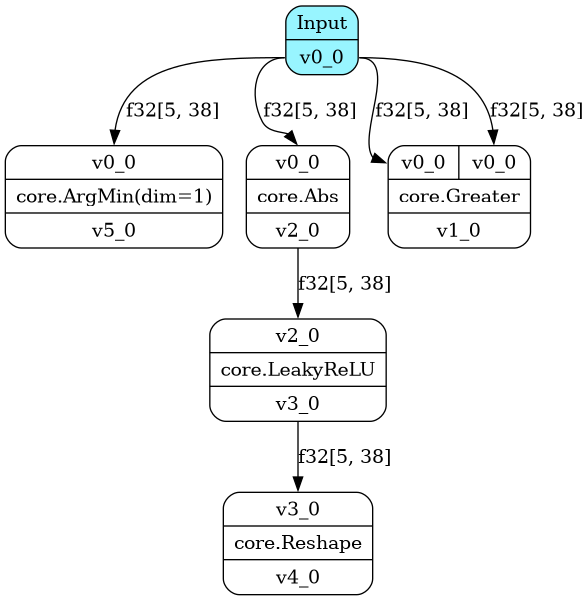 Input
v0_0
f32[5, 38]
f32[5, 38]
f32[5, 38]
f32[5, 38]
v0_0
core.ArgMin(dim=1)
v5_0
v0_0
core.Abs
v2_0
v0_0
v0_0
core.Greater
v1_0
f32[5, 38]
v2_0
core.LeakyReLU
v3_0
f32[5, 38]
v3_0
core.Reshape
v4_0